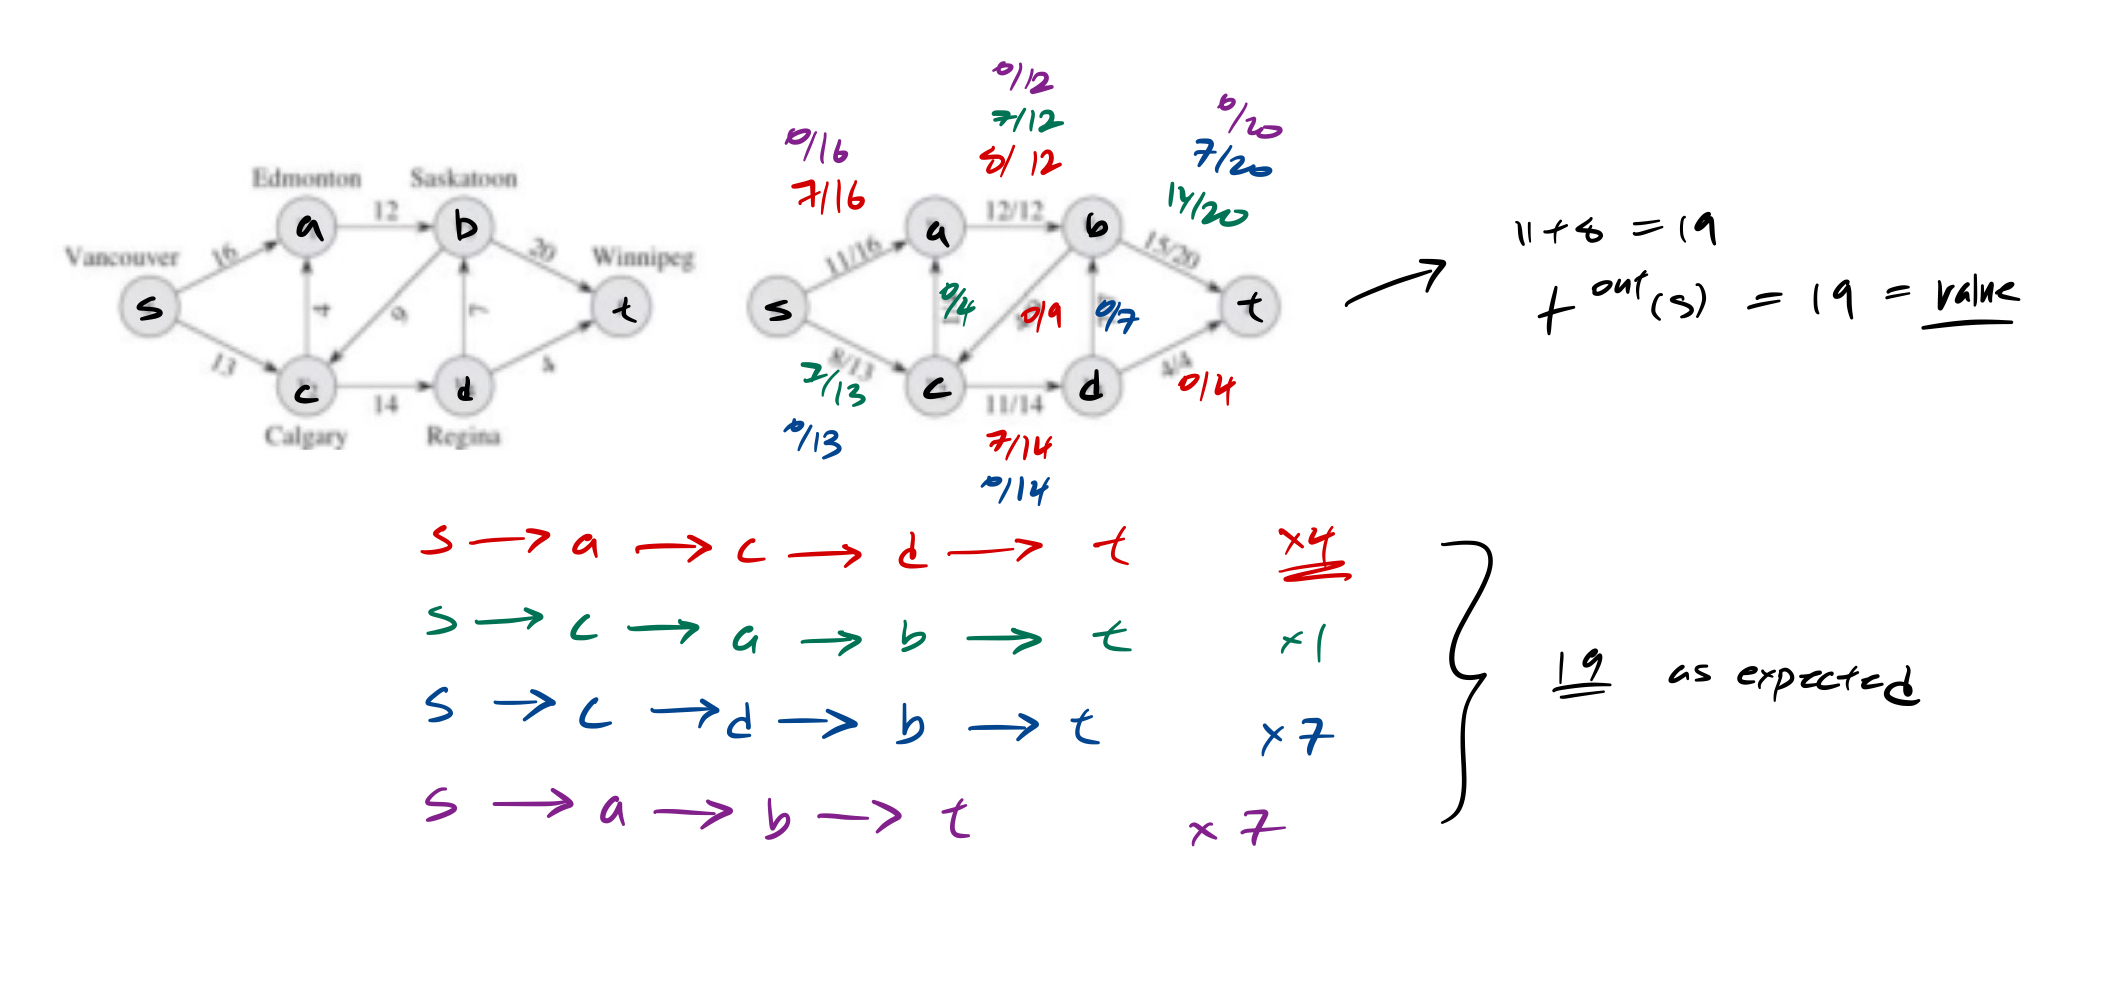 0/12
7/12
8/12
0/20
7/20
14/20
0/16
7/16
Edmonton Saskatoon
Vancouver Winnipeg
a 12 b
16 20
s 4 9 7 t
13 4
c 14 d
Calgary Regina
a 12/12 b
11/16 15/20
s 0/4 0/9 0/7 t
8/13 4/4
c 11/14 d
7/13
0/13
0/4
7/14
0/14
11+8 = 19
f out(s) = 19 = value
s → a → c → d → t ×4
s → c → a → b → t ×1
s → c → d → b → t ×7
s → a → b → t ×7
19 as expected